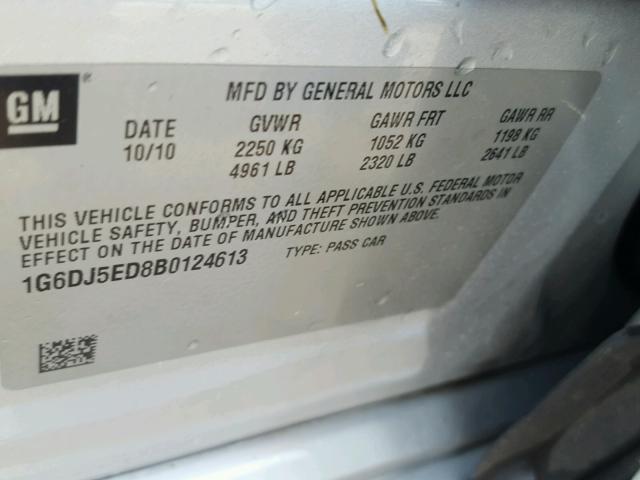 GM ®
MFD BY GENERAL MOTORS LLC
DATE GVWR GAWR FRT GAWR RR
10/10 2250 KG 1052 KG 1198 KG
4961 LB 2320 LB 2641 LB
THIS VEHICLE CONFORMS TO ALL APPLICABLE U.S. FEDERAL MOTOR
VEHICLE SAFETY, BUMPER, AND THEFT PREVENTION STANDARDS IN
EFFECT ON THE DATE OF MANUFACTURE SHOWN ABOVE.
1G6DJ5ED8B0124613 TYPE: PASS CAR